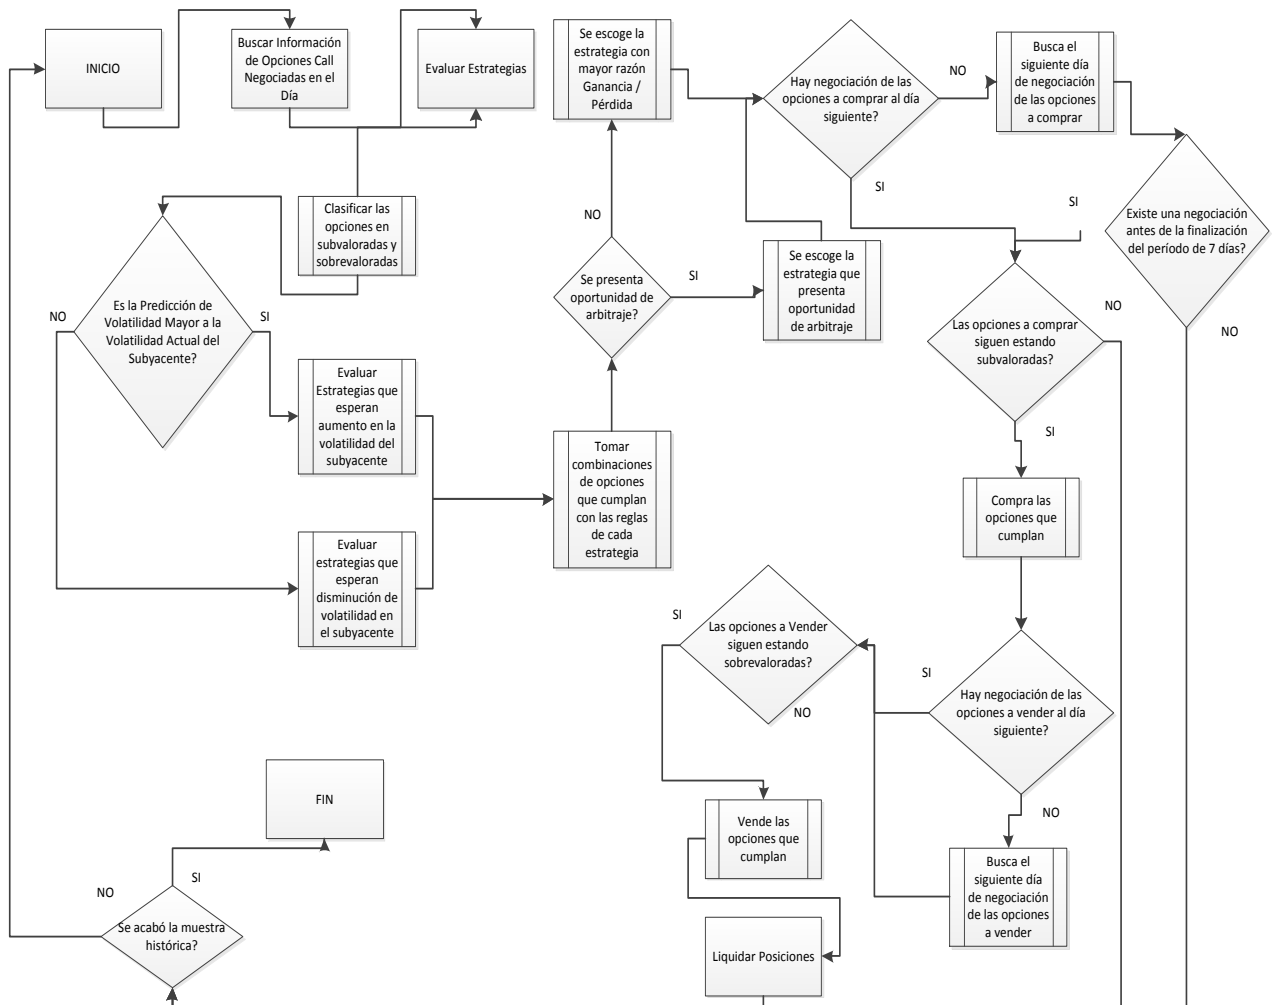 INICIO
Buscar Información
de Opciones Call
Negociadas en el
Día
Evaluar Estrategias
Se escoge la
estrategia con
mayor razón
Ganancia /
Pérdida
Hay negociación de las
opciones a comprar al día
siguiente?
NO
Busca el
siguiente día
de negociación
de las opciones
a comprar
SI
SI
Existe una negociación
antes de la finalización
del período de 7 días?
NO
Clasificar las
opciones en
subvaloradas y
sobrevaloradas
NO
Se presenta
oportunidad de
arbitraje?
SI
Se escoge la
estrategia que
presenta
oportunidad
de arbitraje
NO
Es la Predicción de
Volatilidad Mayor a la
Volatilidad Actual del
Subyacente?
SI
Las opciones a comprar
siguen estando
subvaloradas?
NO
SI
Evaluar
Estrategias que
esperan
aumento en la
volatilidad del
subyacente
Tomar
combinaciones
de opciones
que cumplan
con las reglas
de cada
estrategia
Compra las
opciones que
cumplan
Evaluar
estrategias que
esperan
disminución de
volatilidad en
el subyacente
SI
Las opciones a Vender
siguen estando
sobrevaloradas?
NO
SI
Hay negociación de las
opciones a vender al día
siguiente?
NO
FIN
Vende las
opciones que
cumplan
Busca el
siguiente día
de negociación
de las opciones
a vender
NO
SI
Se acabó la muestra
histórica?
Liquidar Posiciones